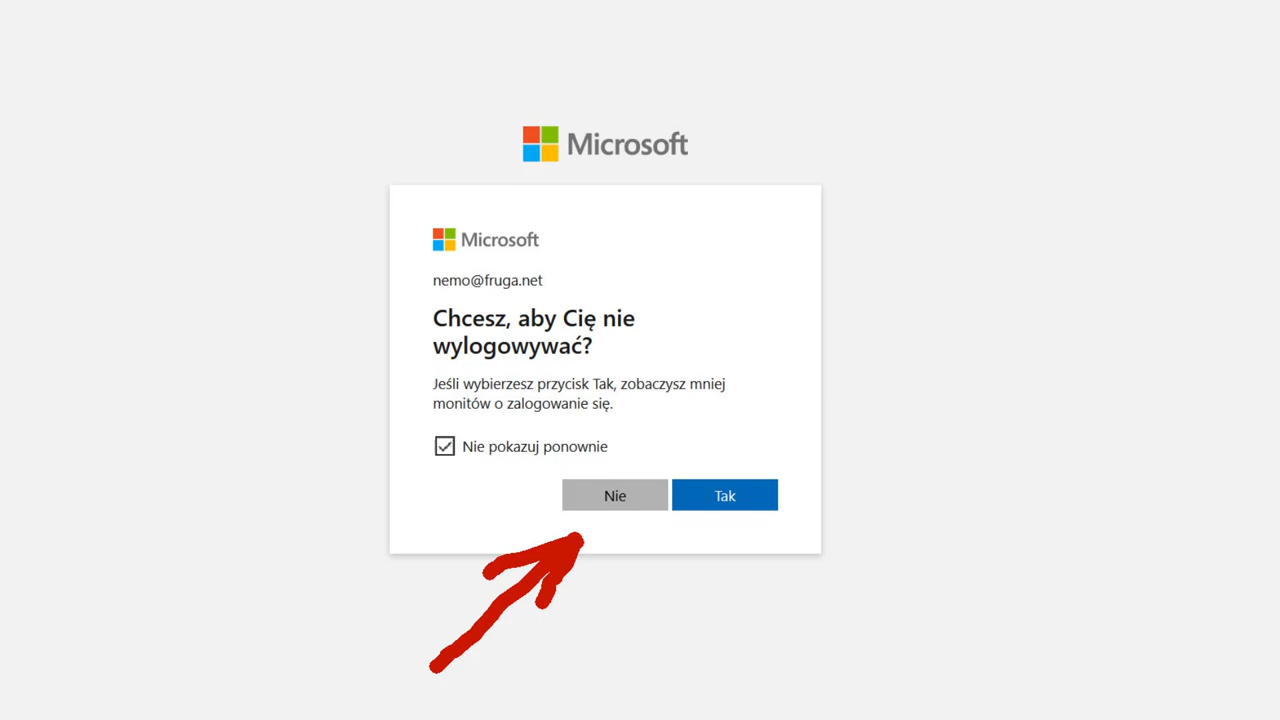 Microsoft
Microsoft
nemo@fruga.net
Chcesz, aby Cię nie
wylogowywać?
Jeśli wybierzesz przycisk Tak, zobaczysz mniej
monitów o zalogowanie się.
Nie pokazuj ponownie
Nie
Tak